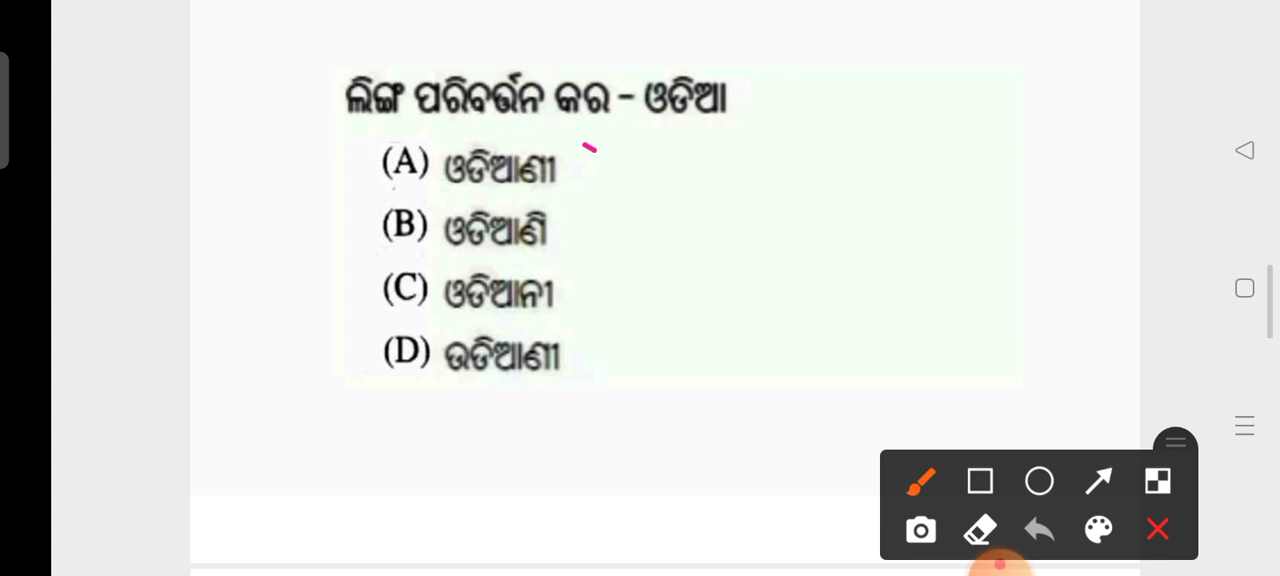 ଲିଙ୍ଗ ପରିବର୍ତ୍ତନ କର – ଓଡିଆ
(A) ଓଡିଆଣୀ
(B) ଓଡିଆଣି
(C) ଓଡିଆନୀ
(D) ଉଡିଆଣୀ